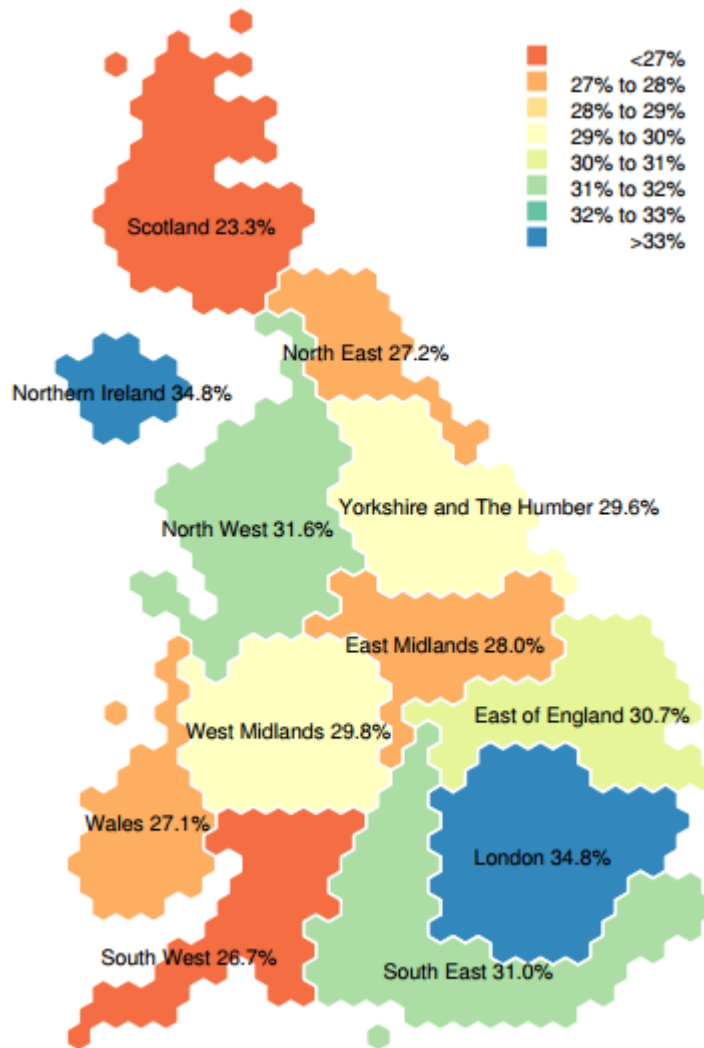 <27%
27% to 28%
28% to 29%
29% to 30%
30% to 31%
31% to 32%
32% to 33%
>33%
Scotland 23.3%
North East 27.2%
Northern Ireland 34.8%
Yorkshire and The Humber 29.6%
North West 31.6%
East Midlands 28.0%
East of England 30.7%
West Midlands 29.8%
Wales 27.1%
London 34.8%
South West 26.7%
South East 31.0%